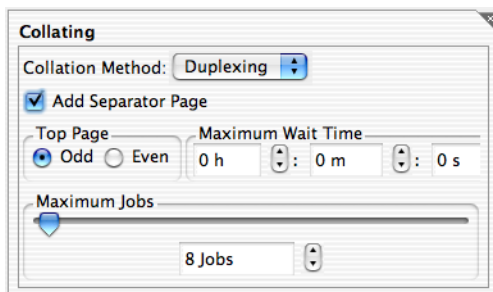 Collating
Collation Method: Duplexing
Add Separator Page
Top Page Maximum Wait Time
Odd Even 0 h : 0 m : 0 s
Maximum Jobs
8 Jobs